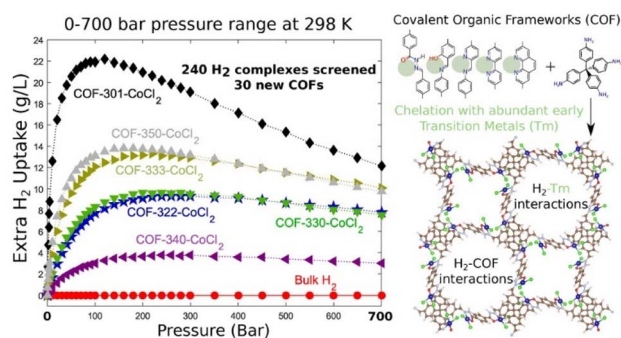 0-700 bar pressure range at 298 K
Extra H2 Uptake (g/L)
24
22
20
18
16
14
12
10
8
6
4
2
0
240 H2 complexes screened
30 new COFs
COF-301-CoCl2
COF-350-CoCl2
COF-333-CoCl2
COF-322-CoCl2
COF-330-CoCl2
COF-340-CoCl2
Bulk H2
0 100 200 300 400 500 600 700
Pressure (Bar)
Covalent Organic Frameworks (COF)
+
NH2
H2N
NH2
NH2
Chelation with abundant early
Transition Metals (Tm)
H2-Tm
interactions
H2-COF
interactions